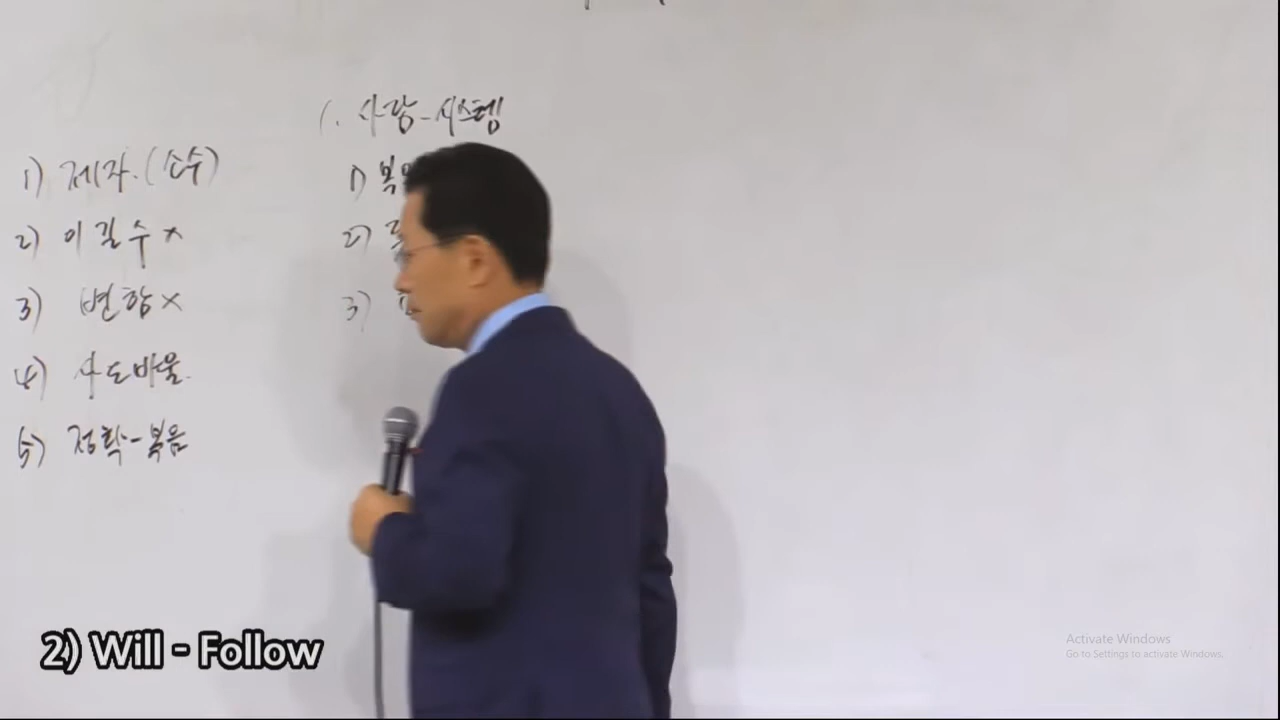 1) 제자.(소수)
2) 이길수 x
3) 변함 x
4) 사도바울.
5) 정확-복음
1. 사랑-시스템
1) 복
2)
3)
2) Will - Follow
Activate Windows
Go to Settings to activate Windows.